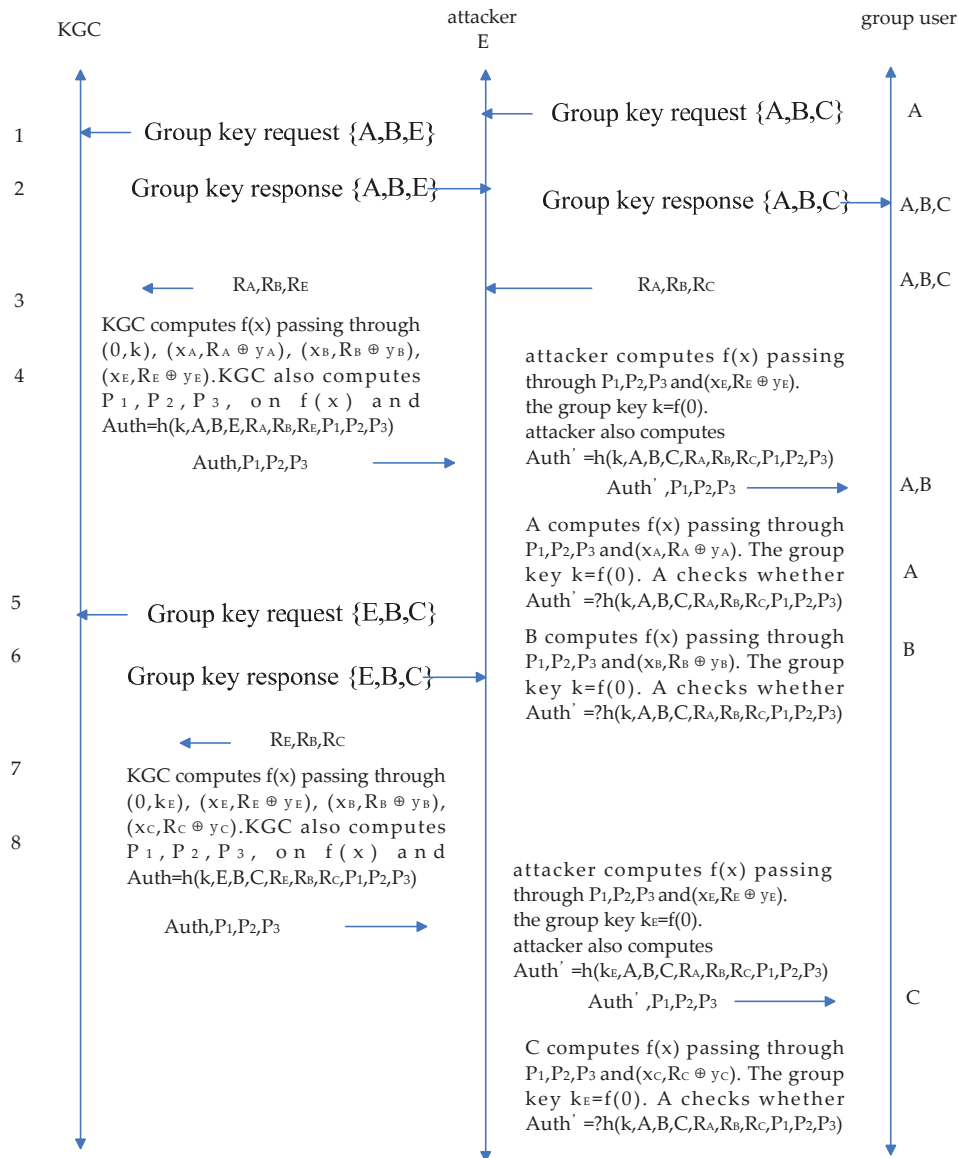 KGC
attacker
E
group user
Group key request {A,B,C}
A
1
Group key request {A,B,E}
2
Group key response {A,B,E}
Group key response {A,B,C}
A,B,C
3
RA,RB,RE
RA,RB,RC
A,B,C
KGC computes f(x) passing through
(0,k), (xA,RA ⊕ yA), (xB,RB ⊕ yB),
4
(xE,RE ⊕ yE).KGC also computes
P1,P2,P3, on f(x) and
Auth=h(k,A,B,E,RA,RB,RE,P1,P2,P3)
attacker computes f(x) passing
through P1,P2,P3 and(xE,RE ⊕ yE).
the group key k=f(0).
attacker also computes
Auth' =h(k,A,B,C,RA,RB,RC,P1,P2,P3)
Auth,P1,P2,P3
Auth' ,P1,P2,P3
A,B
A computes f(x) passing through
P1,P2,P3 and(xA,RA ⊕ yA). The group
key k=f(0). A checks whether
Auth' =?h(k,A,B,C,RA,RB,RC,P1,P2,P3)
A
5
Group key request {E,B,C}
6
Group key response {E,B,C}
B computes f(x) passing through
P1,P2,P3 and(xB,RB ⊕ yB). The group
key k=f(0). A checks whether
Auth' =?h(k,A,B,C,RA,RB,RC,P1,P2,P3)
B
RE,RB,RC
7
KGC computes f(x) passing through
(0,kE), (xE,RE ⊕ yE), (xB,RB ⊕ yB),
(xC,RC ⊕ yC).KGC also computes
8
P1,P2,P3, on f(x) and
Auth=h(k,E,B,C,RE,RB,RC,P1,P2,P3)
attacker computes f(x) passing
through P1,P2,P3 and(xE,RE ⊕ yE).
the group key kE=f(0).
attacker also computes
Auth' =h(kE,A,B,C,RA,RB,RC,P1,P2,P3)
Auth,P1,P2,P3
Auth' ,P1,P2,P3
C
C computes f(x) passing through
P1,P2,P3 and(xC,RC ⊕ yC). The group
key kE=f(0). A checks whether
Auth' =?h(k,A,B,C,RA,RB,RC,P1,P2,P3)